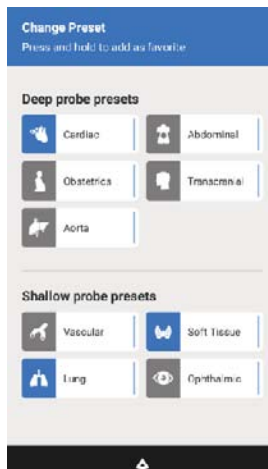 Change Preset
Press and hold to add as favorite
Deep probe presets
Cardiac
Abdominal
Obstetrics
Transcranial
Aorta
Shallow probe presets
Vascular
Soft Tissue
Lung
Ophthalmic